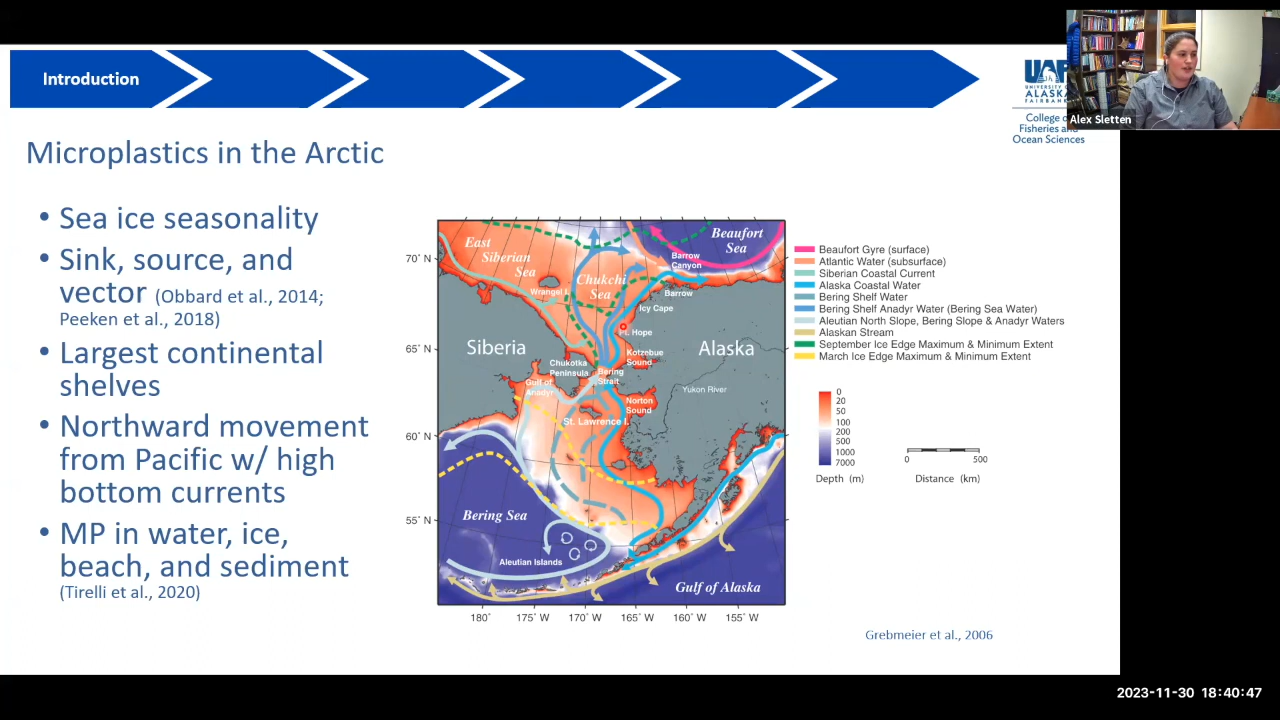 Introduction
UAF
UNIVERSITY OF
ALASKA
FAIRBANKS
College of
Fisheries and
Ocean Sciences
Alex Sletten
Microplastics in the Arctic
• Sea ice seasonality
• Sink, source, and
vector (Obbard et al., 2014;
Peeken et al., 2018)
• Largest continental
shelves
• Northward movement
from Pacific w/ high
bottom currents
• MP in water, ice,
beach, and sediment
(Tirelli et al., 2020)
70° N
65° N
60° N
55° N
East
Siberian
Sea
Beaufort
Sea
Barrow
Canyon
Chukchi
Sea
Wrangel I.
Barrow
Icy Cape
Pt. Hope
Siberia
Alaska
Kotzebue
Sound
Chukotka
Peninsula
Bering
Strait
Gulf of
Anadyr
Yukon River
Norton
Sound
St. Lawrence I.
Bering Sea
Aleutian Islands
Gulf of Alaska
180° 175° W 170° W 165° W 160° W 155° W
Beaufort Gyre (surface)
Atlantic Water (subsurface)
Siberian Coastal Current
Alaska Coastal Water
Bering Shelf Water
Bering Shelf Anadyr Water (Bering Sea Water)
Aleutian North Slope, Bering Slope & Anadyr Waters
Alaskan Stream
September Ice Edge Maximum & Minimum Extent
March Ice Edge Maximum & Minimum Extent
0
20
50
100
200
500
1000
7000
Depth (m)
0 500
Distance (km)
Grebmeier et al., 2006
2023-11-30 18:40:47